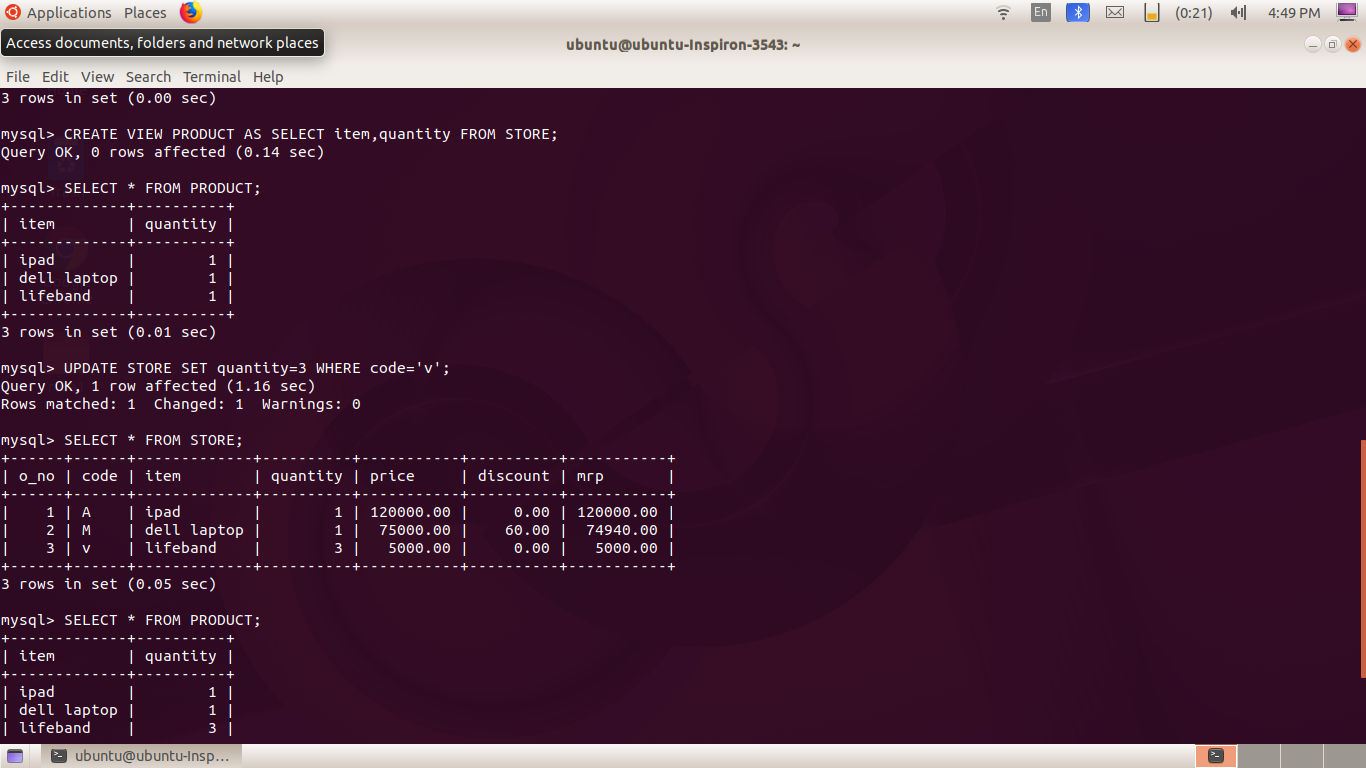 Applications Places En (0:21) 4:49 PM
Access documents, folders and network places
ubuntu@ubuntu-Inspiron-3543: ~
File Edit View Search Terminal Help
3 rows in set (0.00 sec)
mysql> CREATE VIEW PRODUCT AS SELECT item,quantity FROM STORE;
Query OK, 0 rows affected (0.14 sec)
mysql> SELECT * FROM PRODUCT;
+-------------+----------+
| item        | quantity |
+-------------+----------+
| ipad        |        1 |
| dell laptop |        1 |
| lifeband    |        1 |
+-------------+----------+
3 rows in set (0.01 sec)
mysql> UPDATE STORE SET quantity=3 WHERE code='v';
Query OK, 1 row affected (1.16 sec)
Rows matched: 1  Changed: 1  Warnings: 0
mysql> SELECT * FROM STORE;
+------+------+-------------+----------+-----------+----------+-----------+
| o_no | code | item        | quantity | price     | discount | mrp       |
+------+------+-------------+----------+-----------+----------+-----------+
|    1 | A    | ipad        |        1 | 120000.00 |     0.00 | 120000.00 |
|    2 | M    | dell laptop |        1 |  75000.00 |    60.00 |  74940.00 |
|    3 | v    | lifeband    |        3 |   5000.00 |     0.00 |   5000.00 |
+------+------+-------------+----------+-----------+----------+-----------+
3 rows in set (0.05 sec)
mysql> SELECT * FROM PRODUCT;
+-------------+----------+
| item        | quantity |
+-------------+----------+
| ipad        |        1 |
| dell laptop |        1 |
| lifeband    |        3 |
ubuntu@ubuntu-Insp...